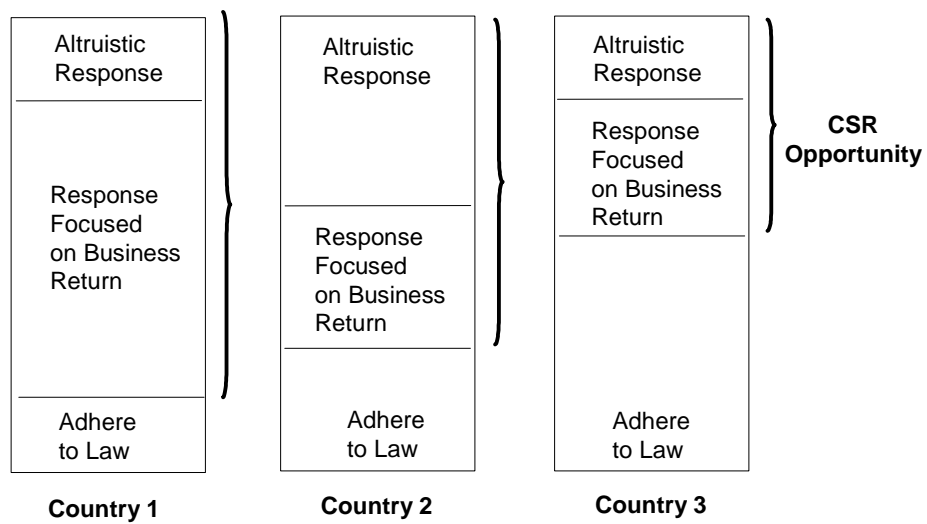 Altruistic
Response
Response
Focused
on Business
Return
Adhere
to Law
Country 1
Altruistic
Response
Response
Focused
on Business
Return
Adhere
to Law
Country 2
Altruistic
Response
Response
Focused
on Business
Return
Adhere
to Law
Country 3
CSR
Opportunity